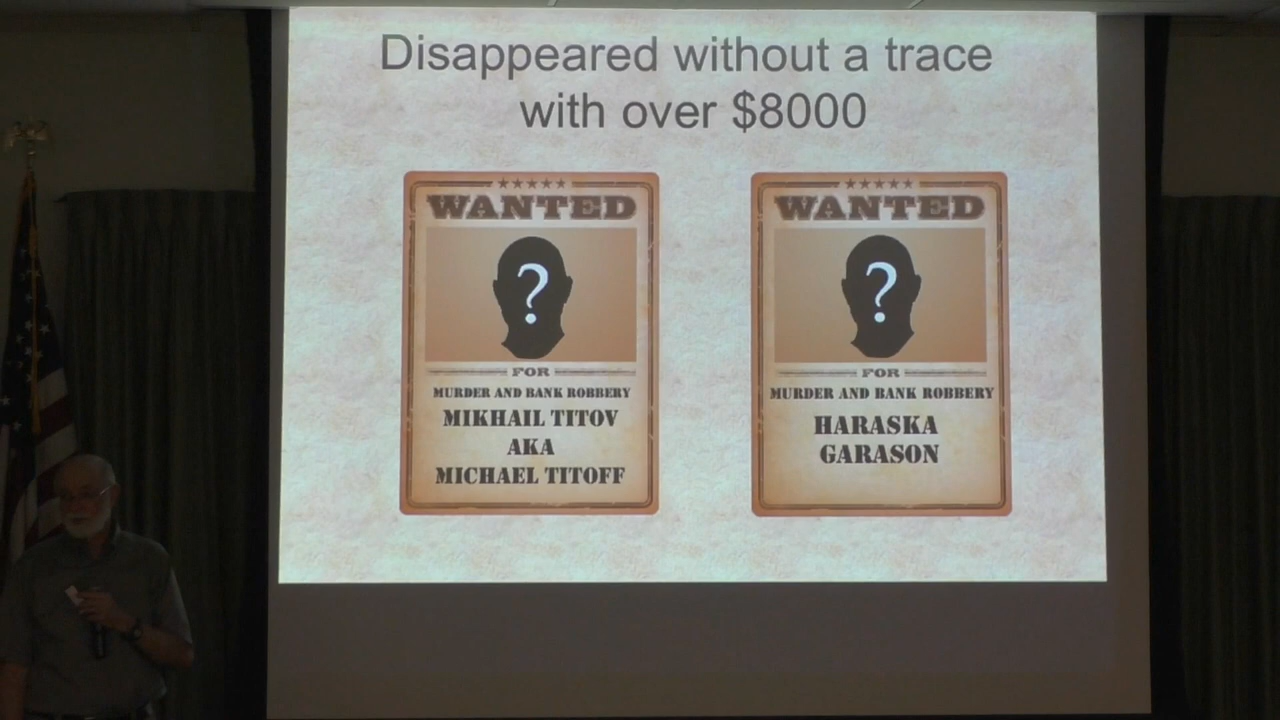 Disappeared without a trace
with over $8000
WANTED
?
FOR
MURDER AND BANK ROBBERY
MIKHAIL TITOV
AKA
MICHAEL TITOFF
WANTED
?
FOR
MURDER AND BANK ROBBERY
HARASKA
GARASON